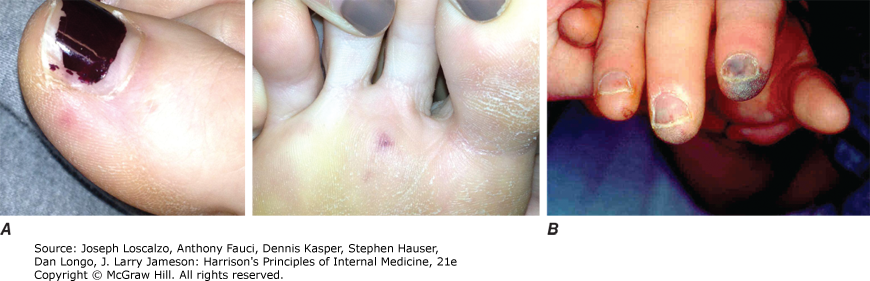 A
B
Source: Joseph Loscalzo, Anthony Fauci, Dennis Kasper, Stephen Hauser,
Dan Longo, J. Larry Jameson: Harrison's Principles of Internal Medicine, 21e
Copyright © McGraw Hill. All rights reserved.